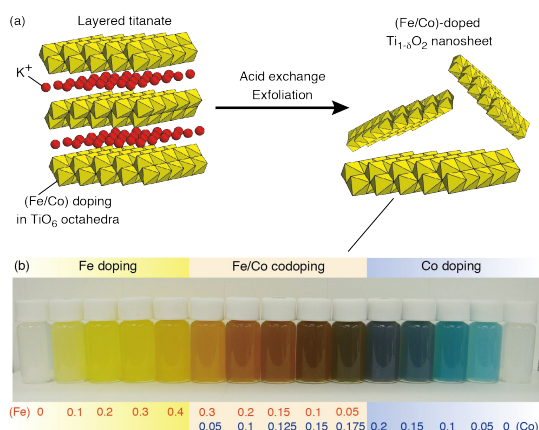 (a)
Layered titanate
K+
(Fe/Co) doping
in TiO6 octahedra
Acid exchange
Exfoliation
(Fe/Co)-doped
Ti1-δO2 nanosheet
(b)
Fe doping
Fe/Co codoping
Co doping
(Fe) 0 0.1 0.2 0.3 0.4 0.3 0.2 0.15 0.1 0.05
0.05 0.1 0.125 0.15 0.175 0.2 0.15 0.1 0.05 0 (Co)